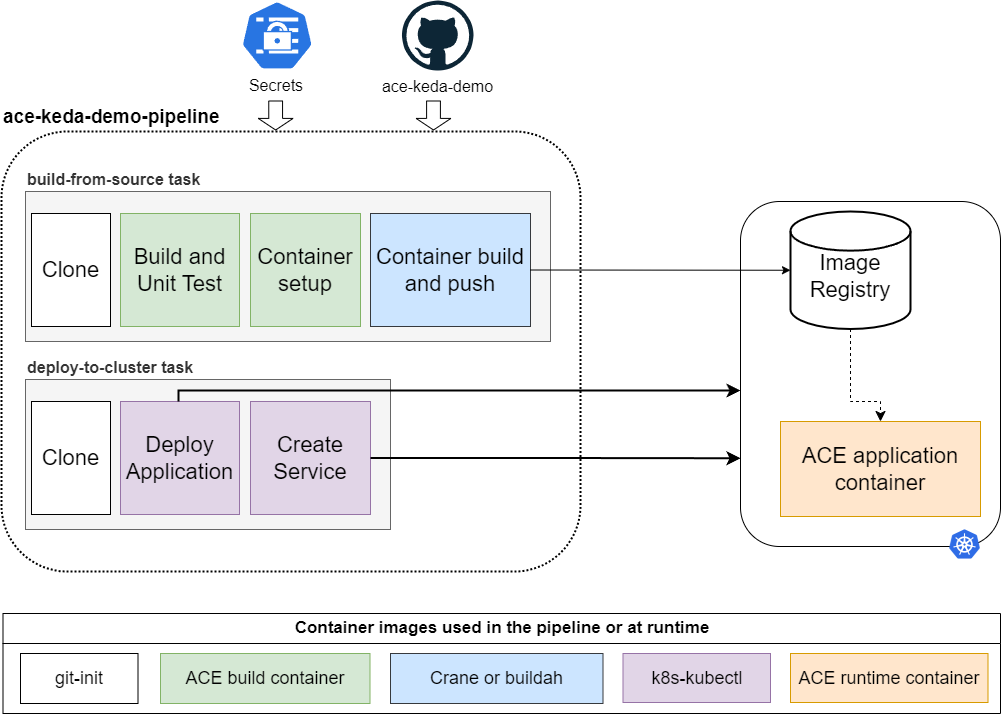 Secrets
ace-keda-demo
ace-keda-demo-pipeline
build-from-source task
Clone
Build and
Unit Test
Container
setup
Container build
and push
Image
Registry
deploy-to-cluster task
Clone
Deploy
Application
Create
Service
ACE application
container
Container images used in the pipeline or at runtime
git-init
ACE build container
Crane or buildah
k8s-kubectl
ACE runtime container